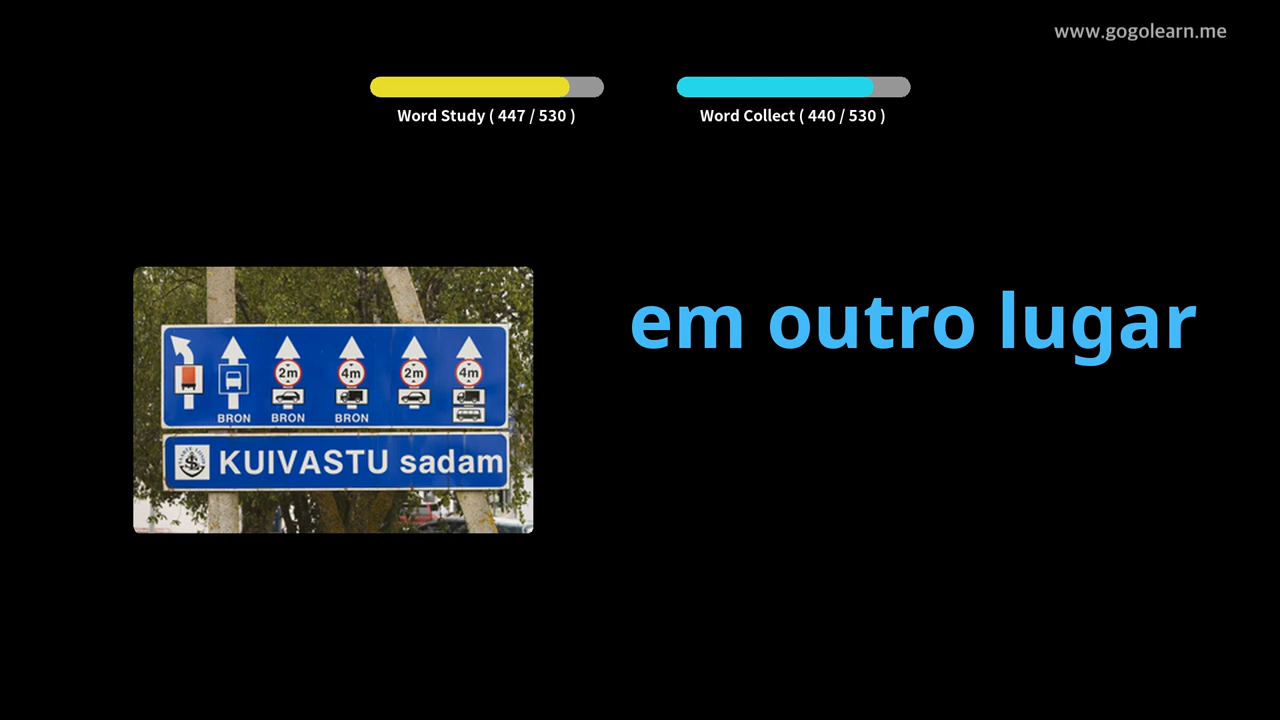 www.gogolearn.me
Word Study ( 447 / 530 )
Word Collect ( 440 / 530 )
em outro lugar
2m
4m
2m
4m
BRON
BRON
BRON
KUIVASTU sadam